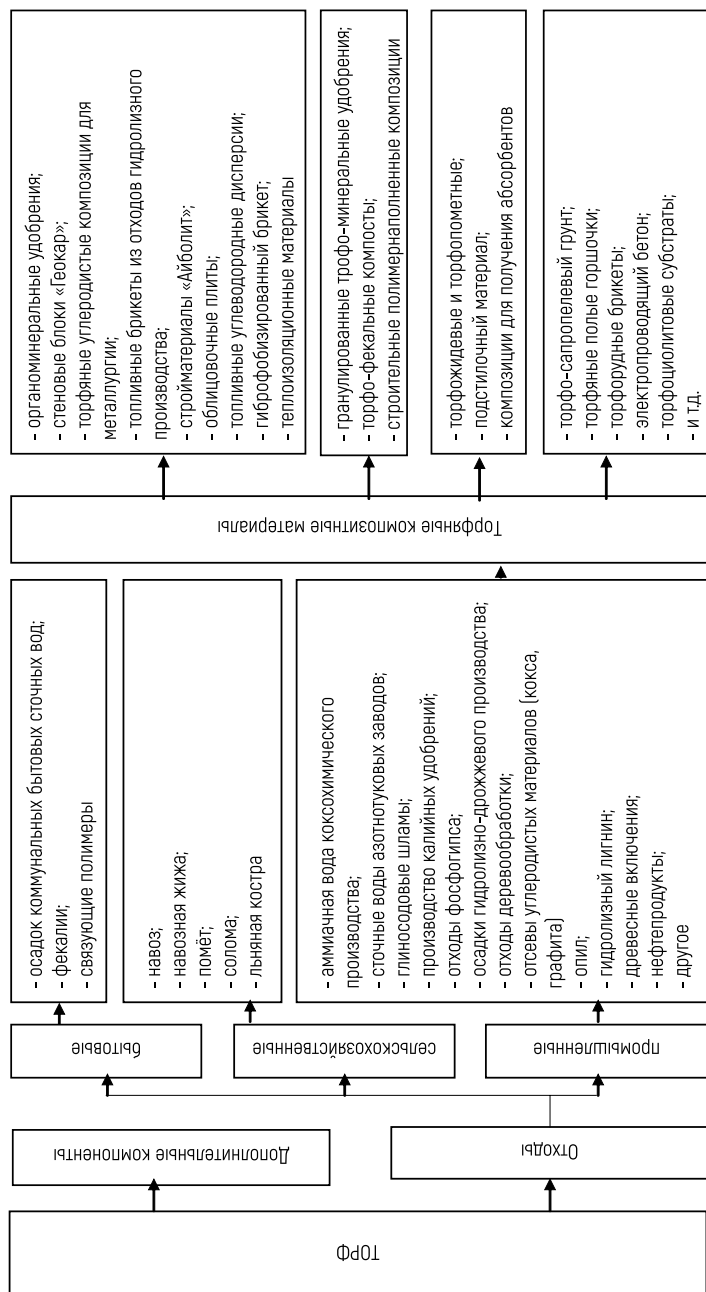 ТОРФ
Дополнительные компоненты
Отходы
бытовые
сельскохозяйственные
промышленные
- осадок коммунальных бытовых сточных вод;
- фекалии;
- связующие полимеры
- навоз;
- навозная жижа;
- помёт;
- солома;
- льняная костра
- аммиачная вода коксохимического
производства;
- сточные воды азотнотуковых заводов;
- глиносодовые шламы;
- производство калийных удобрений;
- отходы фосфогипса;
- осадки гидролизно-дрожжевого производства;
- отходы деревообработки;
- отсевы углеродистых материалов (кокса,
графита)
- опил;
- гидролизный лигнин;
- древесные включения;
- нефтепродукты;
- другое
Торфяные композитные материалы
- органоминеральные удобрения;
- стеновые блоки «Геокар»;
- торфяные углеродистые композиции для
металлургии;
- топливные брикеты из отходов гидролизного
производства;
- стройматериалы «Айболит»;
- облицовочные плиты;
- топливные углеводородные дисперсии;
- гиброфобизированный брикет;
- теплоизоляционные материалы
- гранулированные трофо-минеральные удобрения;
- торфо-фекальные компосты;
- строительные полимернаполненные композиции
- торфожидевые и торфопометные;
- подстилочный материал;
- композиции для получения абсорбентов
- торфо-сапропелевый грунт;
- торфяные полые горшочки;
- торфорудные брикеты;
- электропроводящий бетон;
- торфоциолитовые субстраты;
- и т.д.